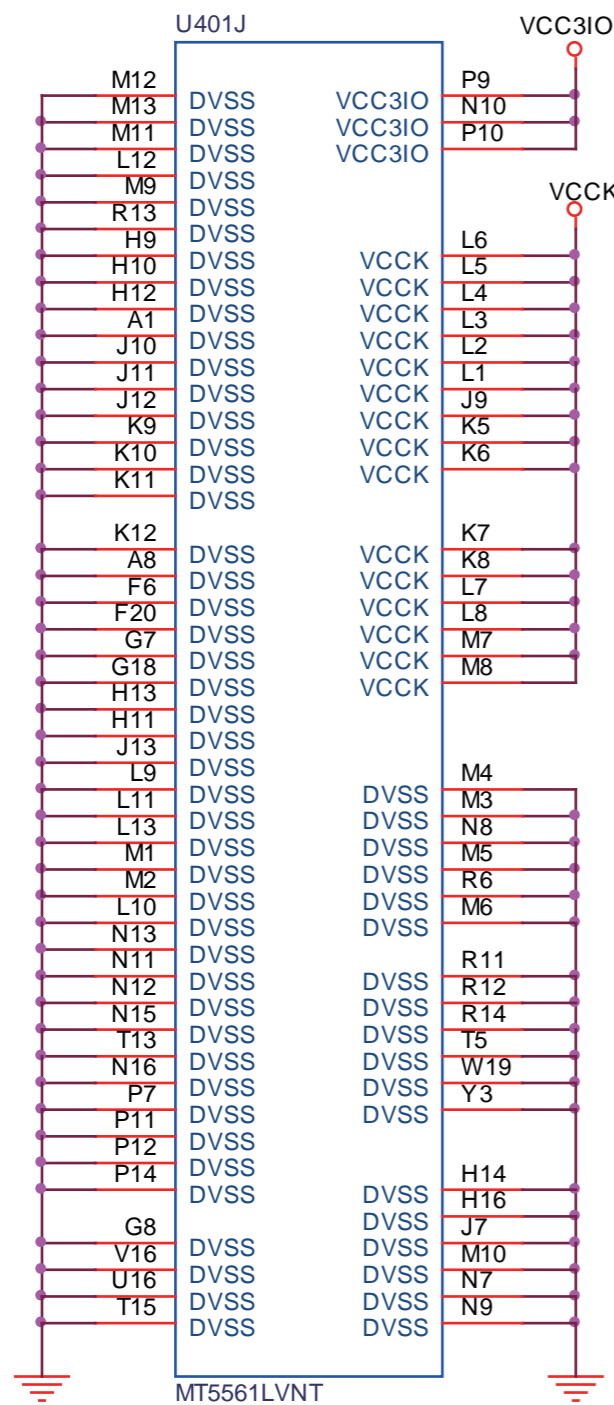 U401J
VCC3IO
M12 DVSS VCC3IO P9
M13 DVSS VCC3IO N10
M11 DVSS VCC3IO P10
L12 DVSS
M9 DVSS
VCCK
R13 DVSS
H9 DVSS VCCK L6
H10 DVSS VCCK L5
H12 DVSS VCCK L4
A1 DVSS VCCK L3
J10 DVSS VCCK L2
J11 DVSS VCCK L1
J12 DVSS VCCK J9
K9 DVSS VCCK K5
K10 DVSS VCCK K6
K11 DVSS
K12 DVSS VCCK K7
A8 DVSS VCCK K8
F6 DVSS VCCK L7
F20 DVSS VCCK L8
G7 DVSS VCCK M7
G18 DVSS VCCK M8
H13 DVSS
H11 DVSS
J13 DVSS
L9 DVSS DVSS M4
L11 DVSS DVSS M3
L13 DVSS DVSS N8
M1 DVSS DVSS M5
M2 DVSS DVSS R6
L10 DVSS DVSS M6
N13 DVSS
N11 DVSS DVSS R11
N12 DVSS DVSS R12
N15 DVSS DVSS R14
T13 DVSS DVSS T5
N16 DVSS DVSS W19
P7 DVSS DVSS Y3
P11 DVSS
P12 DVSS
P14 DVSS DVSS H14
DVSS H16
G8 DVSS DVSS J7
V16 DVSS DVSS M10
U16 DVSS DVSS N7
T15 DVSS DVSS N9
MT5561LVNT